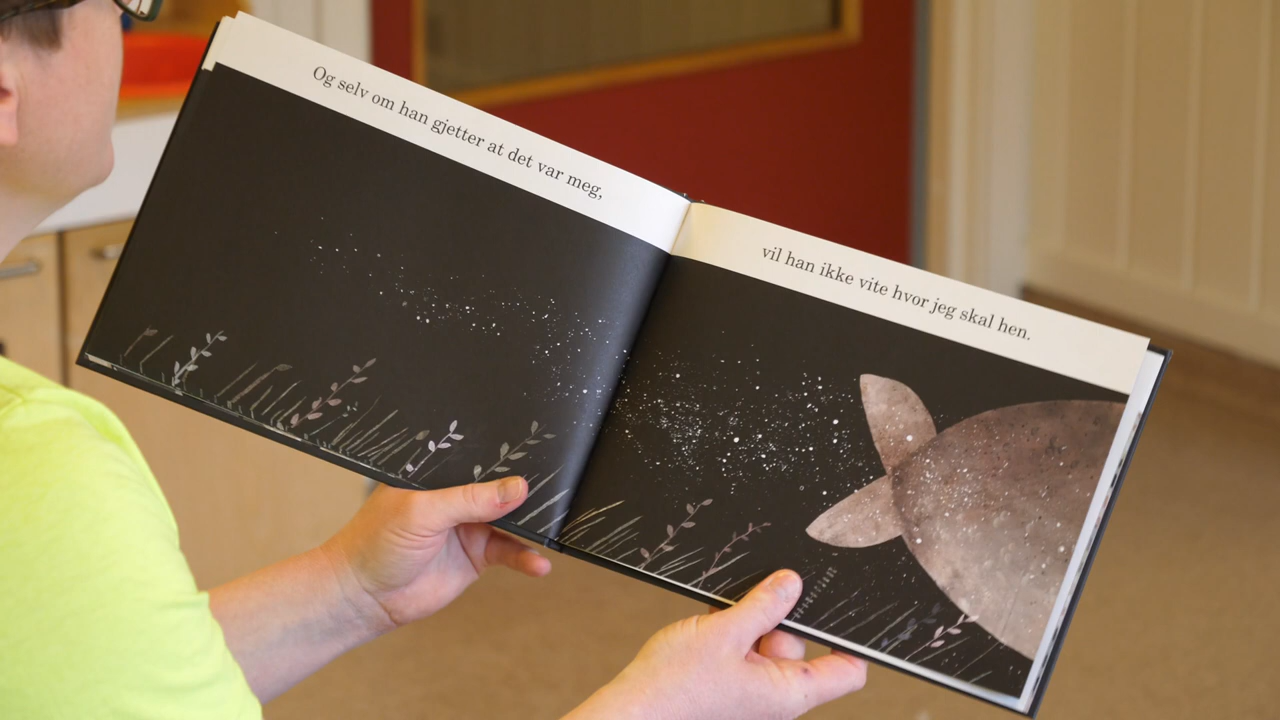 Og selv om han gjetter at det var meg,
vil han ikke vite hvor jeg skal hen.